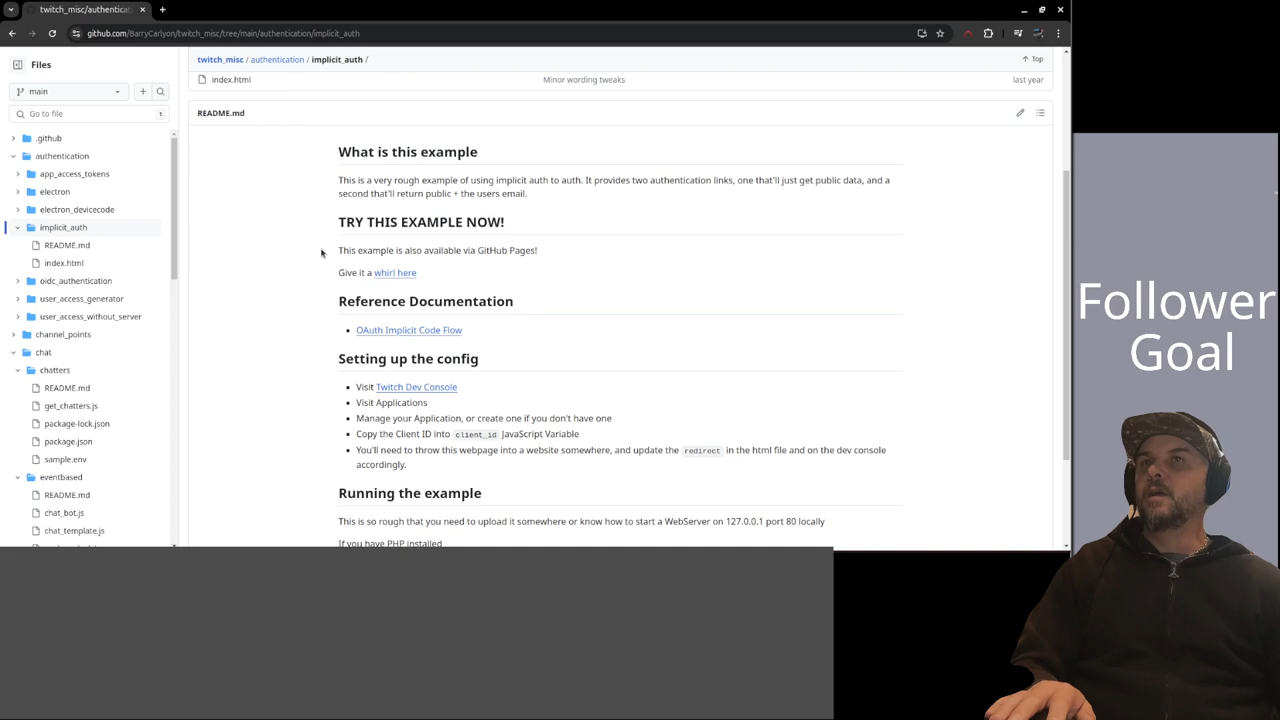 twitch_misc/authenticat
github.com/BarryCarlyon/twitch_misc/tree/main/authentication/implicit_auth
Files
main
Go to file
t
.github
authentication
app_access_tokens
electron
electron_devicecode
implicit_auth
README.md
index.html
oidc_authentication
user_access_generator
user_access_without_server
channel_points
chat
chatters
README.md
get_chatters.js
package-lock.json
package.json
sample.env
eventbased
README.md
chat_bot.js
chat_template.js
twitch_misc / authentication / implicit_auth /
Top
index.html Minor wording tweaks last year
README.md
What is this example
This is a very rough example of using implicit auth to auth. It provides two authentication links, one that'll just get public data, and a
second that'll return public + the users email.
TRY THIS EXAMPLE NOW!
This example is also available via GitHub Pages!
Give it a whirl here
Reference Documentation
OAuth Implicit Code Flow
Setting up the config
Visit Twitch Dev Console
Visit Applications
Manage your Application, or create one if you don't have one
Copy the Client ID into client_id JavaScript Variable
You'll need to throw this webpage into a website somewhere, and update the redirect in the html file and on the dev console
accordingly.
Running the example
This is so rough that you need to upload it somewhere or know how to start a WebServer on 127.0.0.1 port 80 locally
If you have PHP installed
Follower
Goal